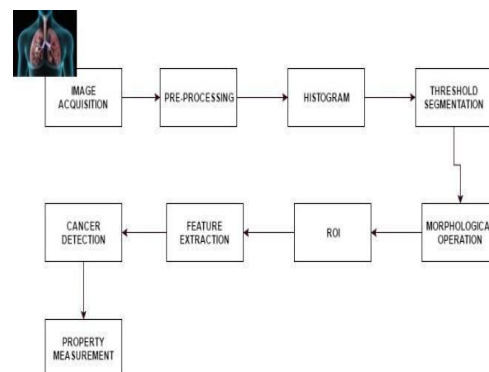 IMAGE
ACQUISITION
PRE-PROCESSING
HISTOGRAM
THRESHOLD
SEGMENTATION
MORPHOLOGICA
OPERATION
ROI
FEATURE
EXTRACTION
CANCER
DETECTION
PROPERTY
MEASUREMENT